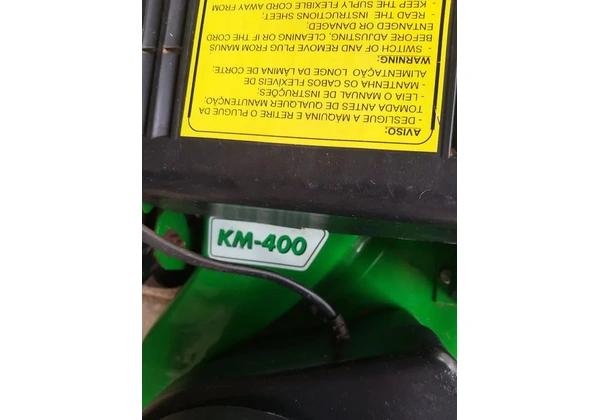 AVISO:
- DESLIGUE A MÁQUINA E RETIRE O PLUGUE DA
TOMADA ANTES DE QUALQUER MANUTENÇÃO;
- LEIA O MANUAL DE INSTRUÇÕES;
- MANTENHA OS CABOS FLEXÍVEIS DE
ALIMENTAÇÃO LONGE DA LÂMINA DE CORTE;
WARNING:
- SWITCH OF AND REMOVE PLUG FROM MAINS
BEFORE ADJUSTING, CLEANING OR IF THE CORD
ENTANGED OR DAMAGED;
- READ THE INSTRUCTIONS SHEET;
- KEEP THE SUPLY FLEXIBLE CORD AWAY FROM
KM-400